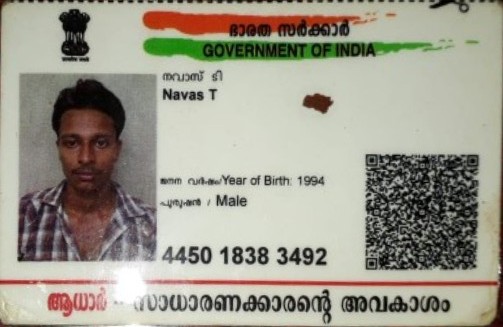 ഭാരത സർക്കാർ
GOVERNMENT OF INDIA
നവാസ് ടി
Navas T
ജനന വർഷം/Year of Birth: 1994
പുരുഷൻ / Male
4450 1838 3492
ആധാർ - സാധാരണക്കാരന്റെ അവകാശം